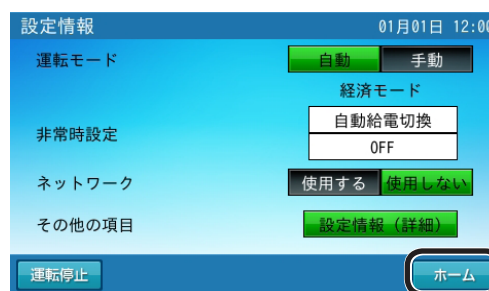 設定情報 01月01日 12:00
運転モード 自動 手動
経済モード
非常時設定 自動給電切換
OFF
ネットワーク 使用する 使用しない
その他の項目 設定情報（詳細）
運転停止 ホーム